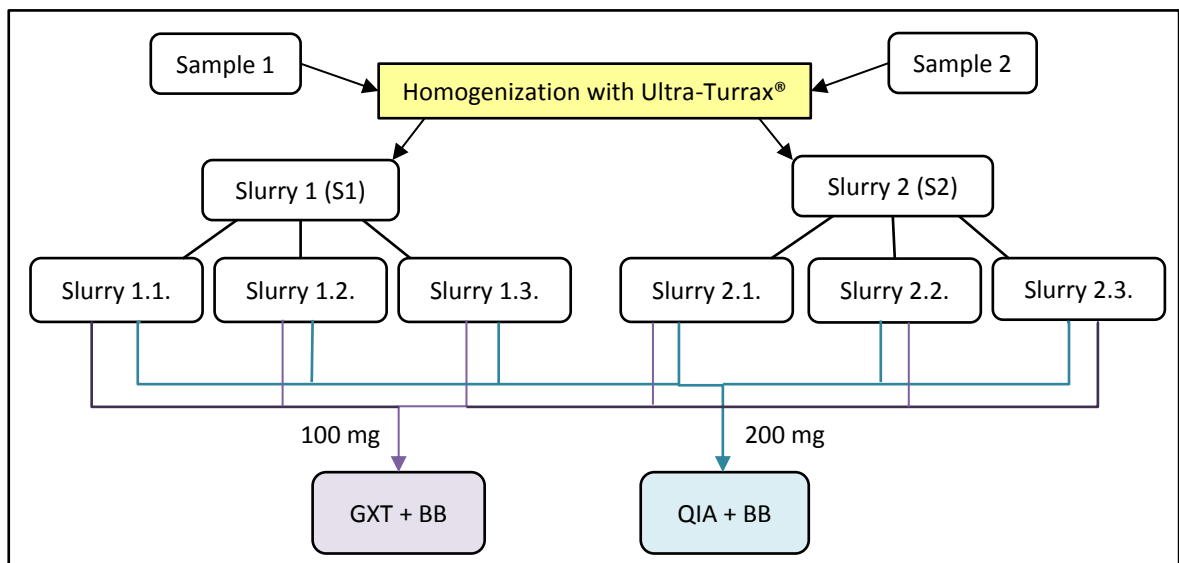 Sample 1
Sample 2
Homogenization with Ultra-Turrax®
Slurry 1 (S1)
Slurry 2 (S2)
Slurry 1.1.
Slurry 1.2.
Slurry 1.3.
Slurry 2.1.
Slurry 2.2.
Slurry 2.3.
100 mg
200 mg
GXT + BB
QIA + BB